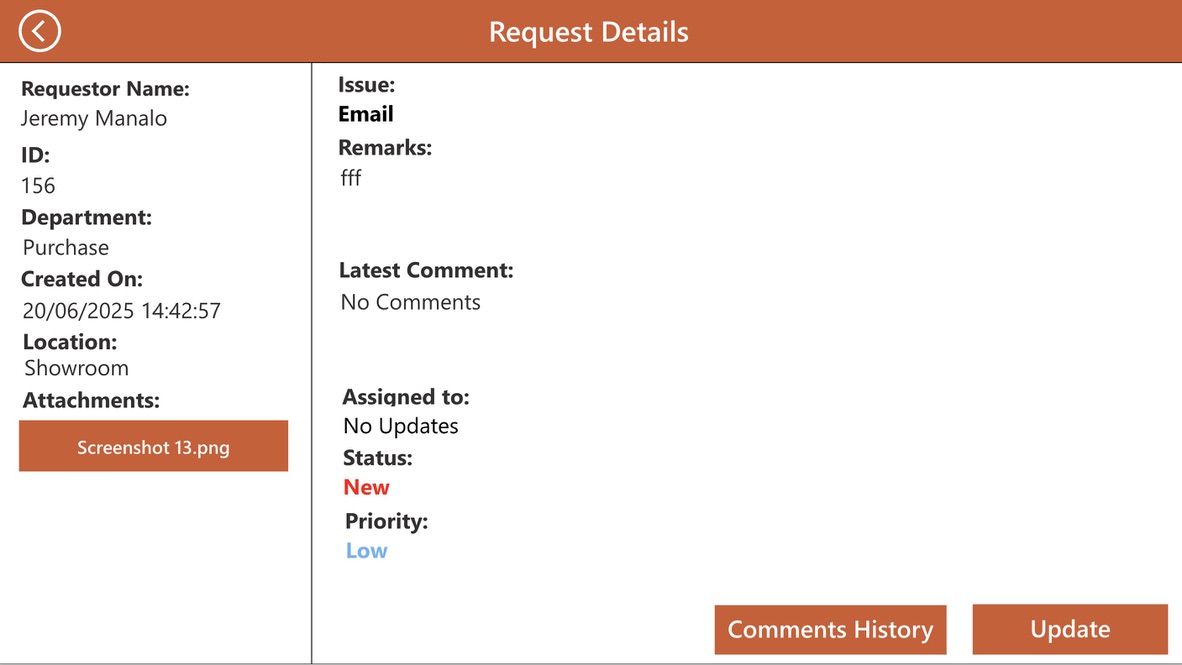 Request Details
Requestor Name:
Jeremy Manalo
ID:
156
Department:
Purchase
Created On:
20/06/2025 14:42:57
Location:
Showroom
Attachments:
Screenshot 13.png
Issue:
Email
Remarks:
fff
Latest Comment:
No Comments
Assigned to:
No Updates
Status:
New
Priority:
Low
Comments History
Update